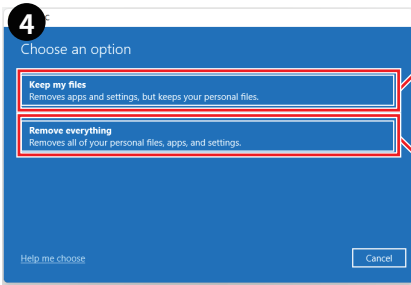 4
Choose an option
Keep my files
Removes apps and settings, but keeps your personal files.
Remove everything
Removes all of your personal files, apps, and settings.
Help me choose
Cancel